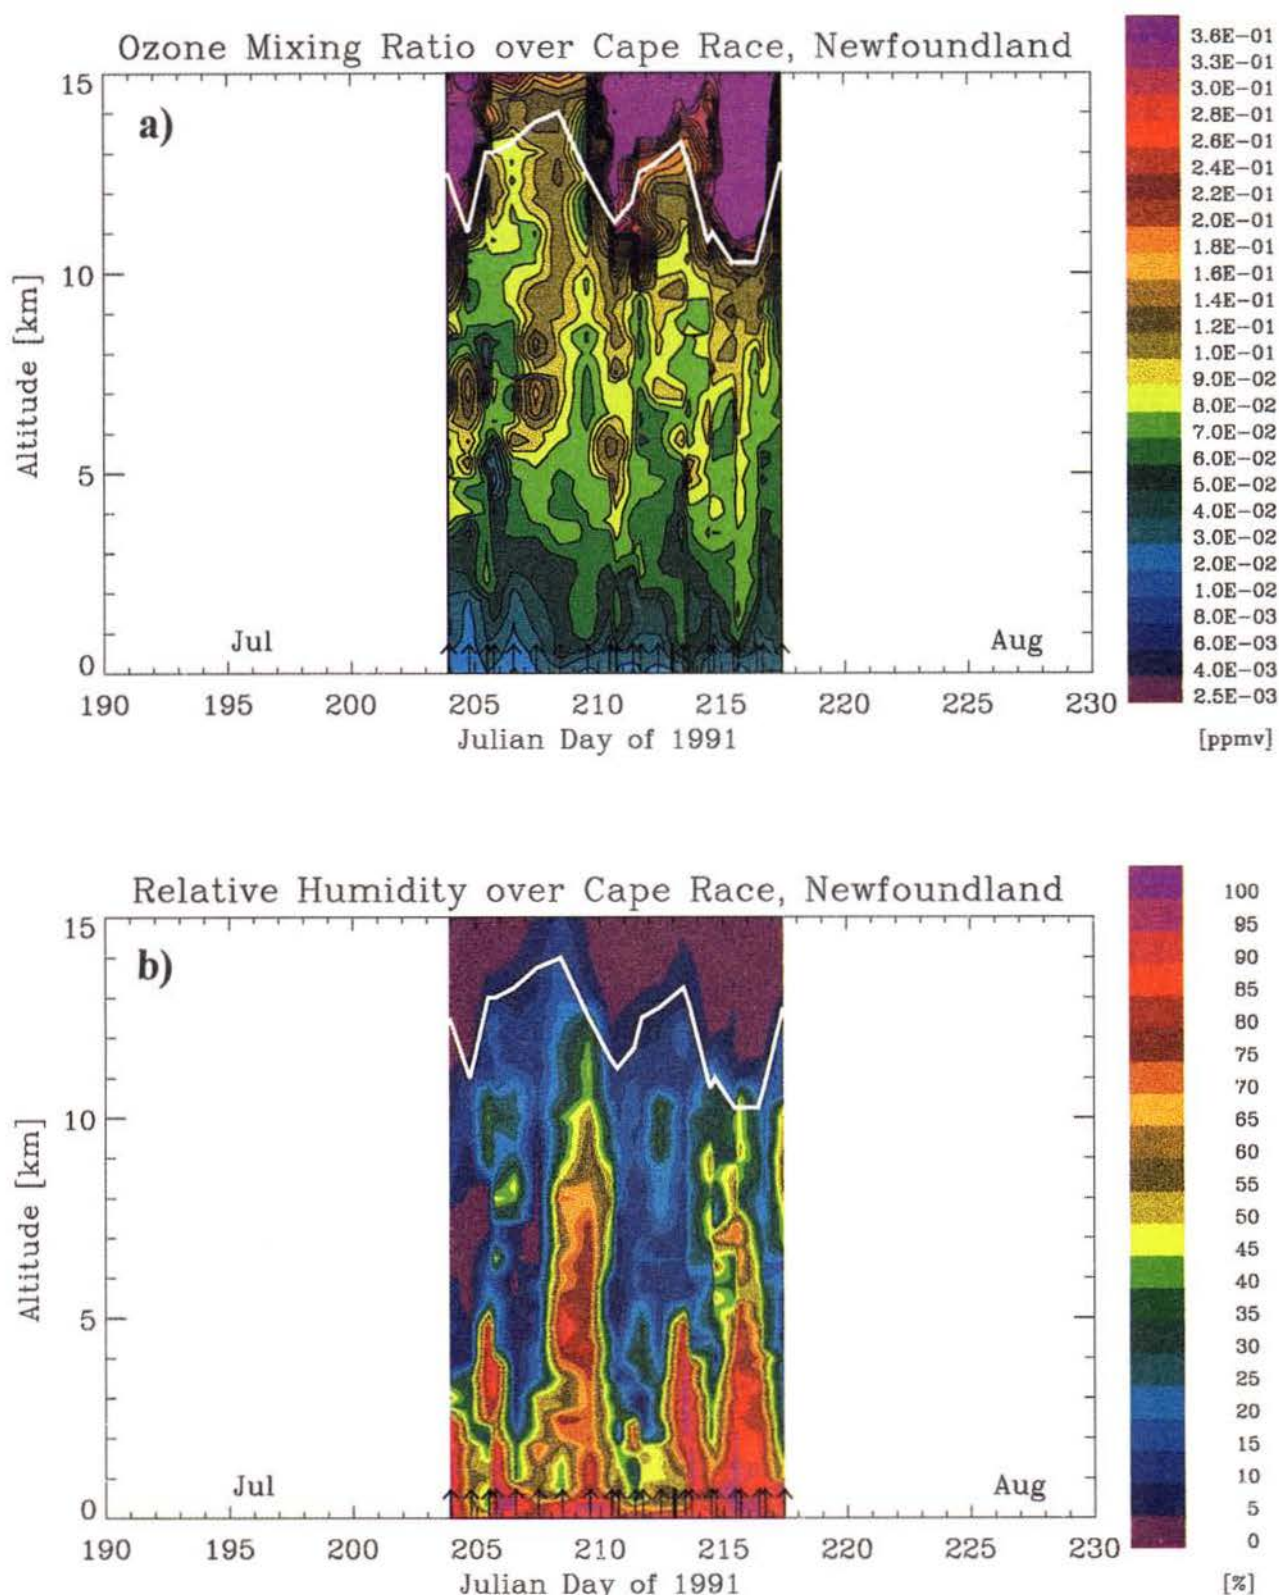 Ozone Mixing Ratio over Cape Race, Newfoundland
a)
15
10
5
0
Altitude [km]
Jul
Aug
190 195 200 205 210 215 220 225 230
Julian Day of 1991
3.6E-01
3.3E-01
3.0E-01
2.8E-01
2.6E-01
2.4E-01
2.2E-01
2.0E-01
1.8E-01
1.6E-01
1.4E-01
1.2E-01
1.0E-01
9.0E-02
8.0E-02
7.0E-02
6.0E-02
5.0E-02
4.0E-02
3.0E-02
2.0E-02
1.0E-02
8.0E-03
6.0E-03
4.0E-03
2.5E-03
[ppmv]
Relative Humidity over Cape Race, Newfoundland
b)
15
10
5
0
Altitude [km]
Jul
Aug
190 195 200 205 210 215 220 225 230
Julian Day of 1991
100
95
90
85
80
75
70
65
60
55
50
45
40
35
30
25
20
15
10
5
0
[%]